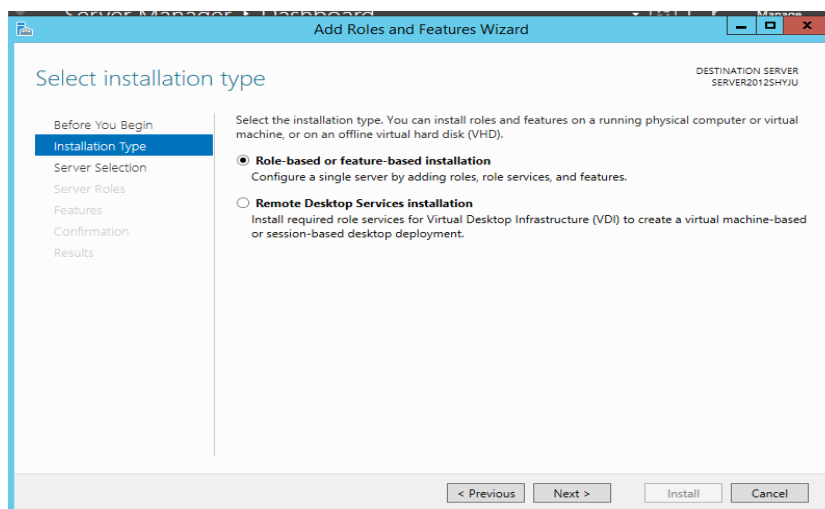 Server Manager Dashboard
Manage
Add Roles and Features Wizard
Select installation type
DESTINATION SERVER
SERVER2012SHYJU
Before You Begin
Installation Type
Server Selection
Server Roles
Features
Confirmation
Results
Select the installation type. You can install roles and features on a running physical computer or virtual
machine, or on an offline virtual hard disk (VHD).
Role-based or feature-based installation
Configure a single server by adding roles, role services, and features.
Remote Desktop Services installation
Install required role services for Virtual Desktop Infrastructure (VDI) to create a virtual machine-based
or session-based desktop deployment.
< Previous
Next >
Install
Cancel